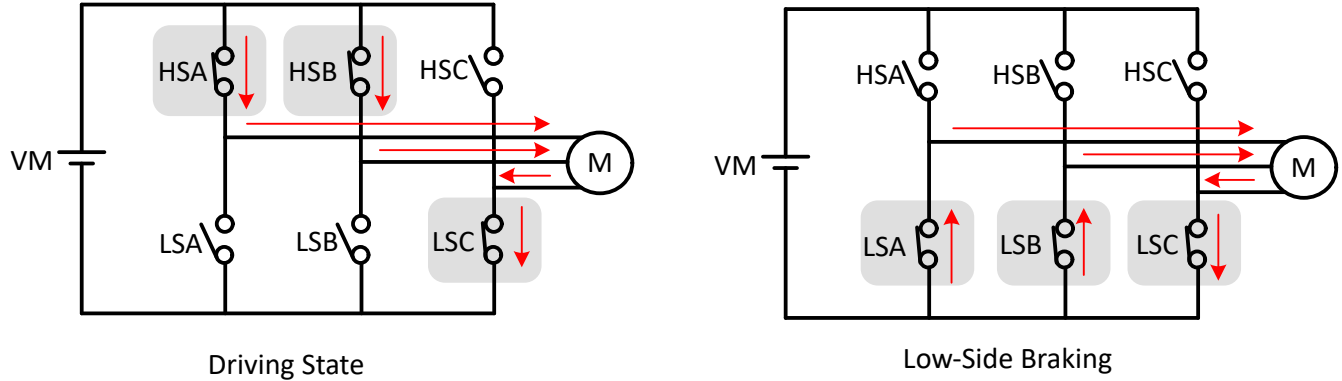 HSA HSB HSC
VM M
LSA LSB LSC
Driving State
HSA HSB HSC
VM M
LSA LSB LSC
Low-Side Braking